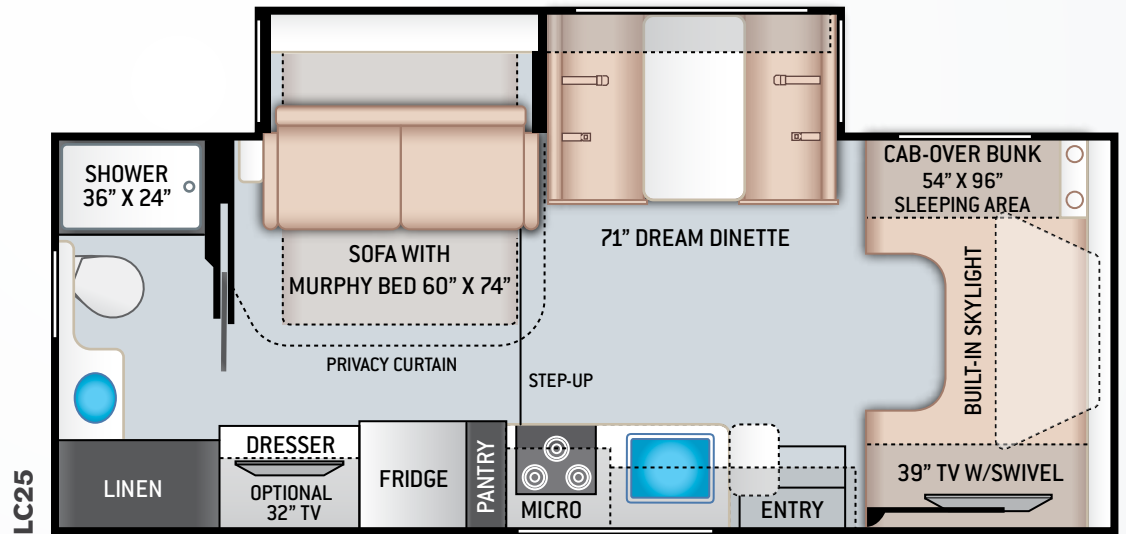 SHOWER
36” X 24”
SOFA WITH
MURPHY BED 60” X 74”
71” DREAM DINETTE
CAB-OVER BUNK
54” X 96”
SLEEPING AREA
BUILT-IN SKYLIGHT
PRIVACY CURTAIN
STEP-UP
LC25
LINEN
DRESSER
OPTIONAL
32” TV
FRIDGE
PANTRY
MICRO
ENTRY
39” TV W/SWIVEL